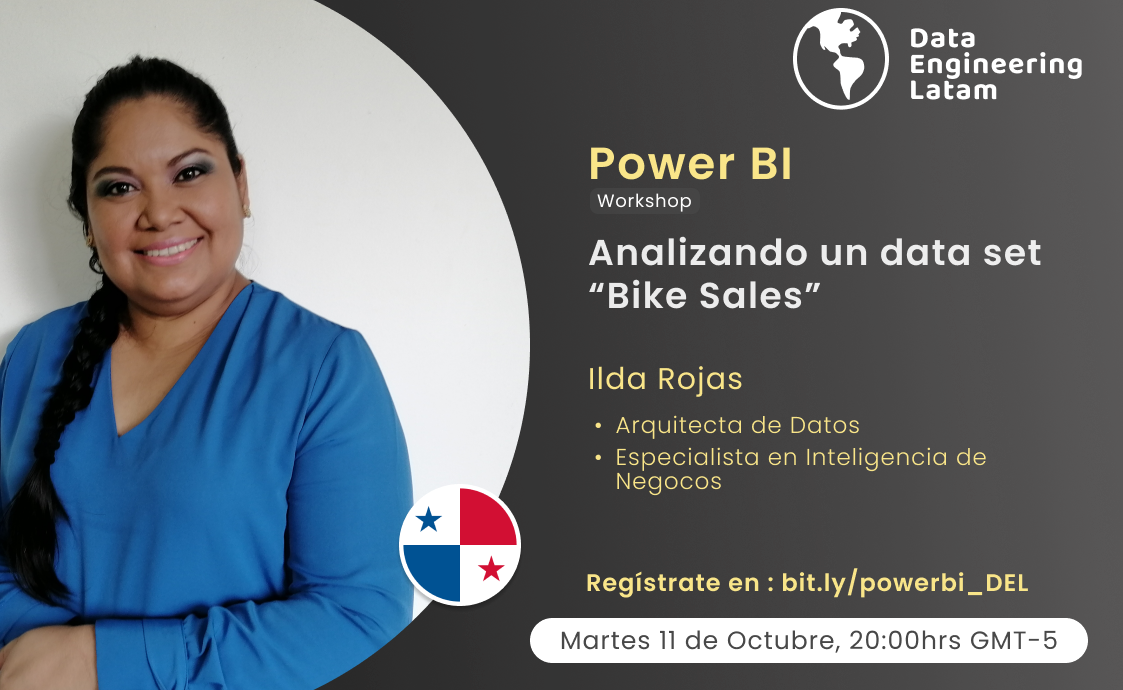 Data
Engineering
Latam
Power BI
Workshop
Analizando un data set
“Bike Sales”
Ilda Rojas
• Arquitecta de Datos
• Especialista en Inteligencia de
Negocos
Regístrate en : bit.ly/powerbi_DEL
Martes 11 de Octubre, 20:00hrs GMT-5